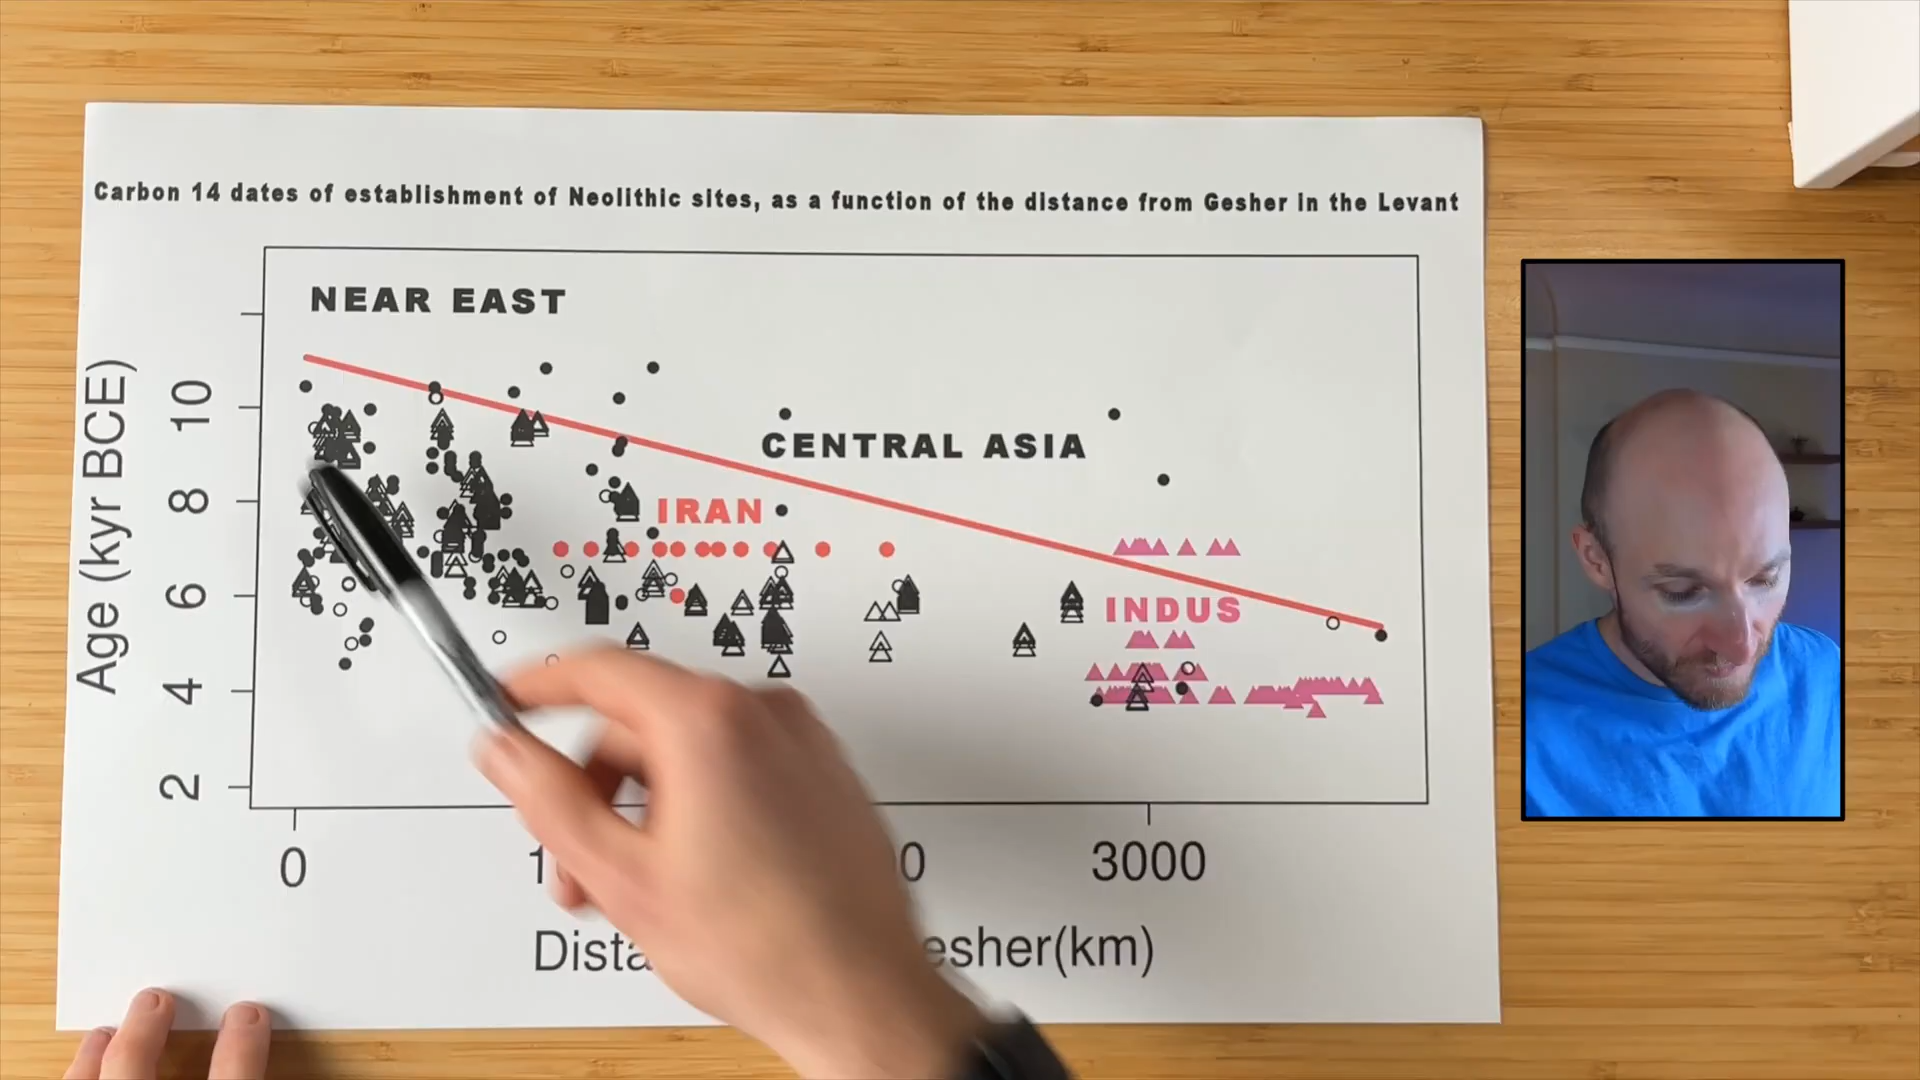 Carbon 14 dates of establishment of Neolithic sites, as a function of the distance from Gesher in the Levant
NEAR EAST
CENTRAL ASIA
IRAN
INDUS
Age (kyr BCE)
10
8
6
4
2
0
3000
esher(km)